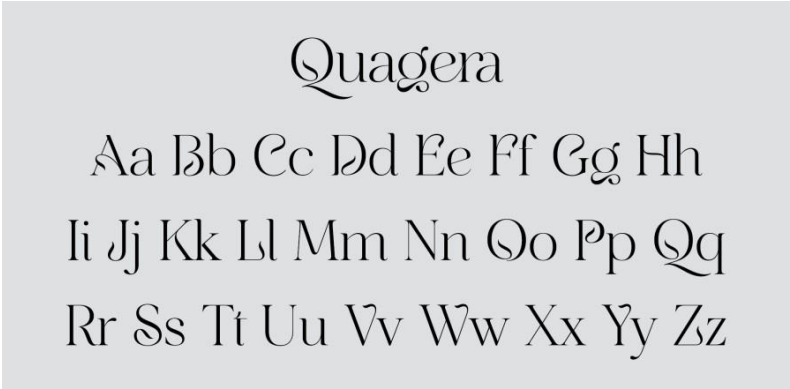 Quagera
Aa Bb Cc Dd Ee Ff Gg Hh
Ii Jj Kk Ll Mm Nn Oo Pp Qq
Rr Ss Tt Uu Vv Ww Xx Yy Zz